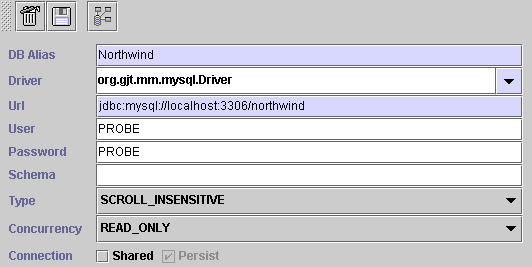 DB Alias Northwind
Driver org.gjt.mm.mysql.Driver
Url jdbc:mysql://localhost:3306/northwind
User PROBE
Password PROBE
Schema
Type SCROLL_INSENSITIVE
Concurrency READ_ONLY
Connection Shared Persist